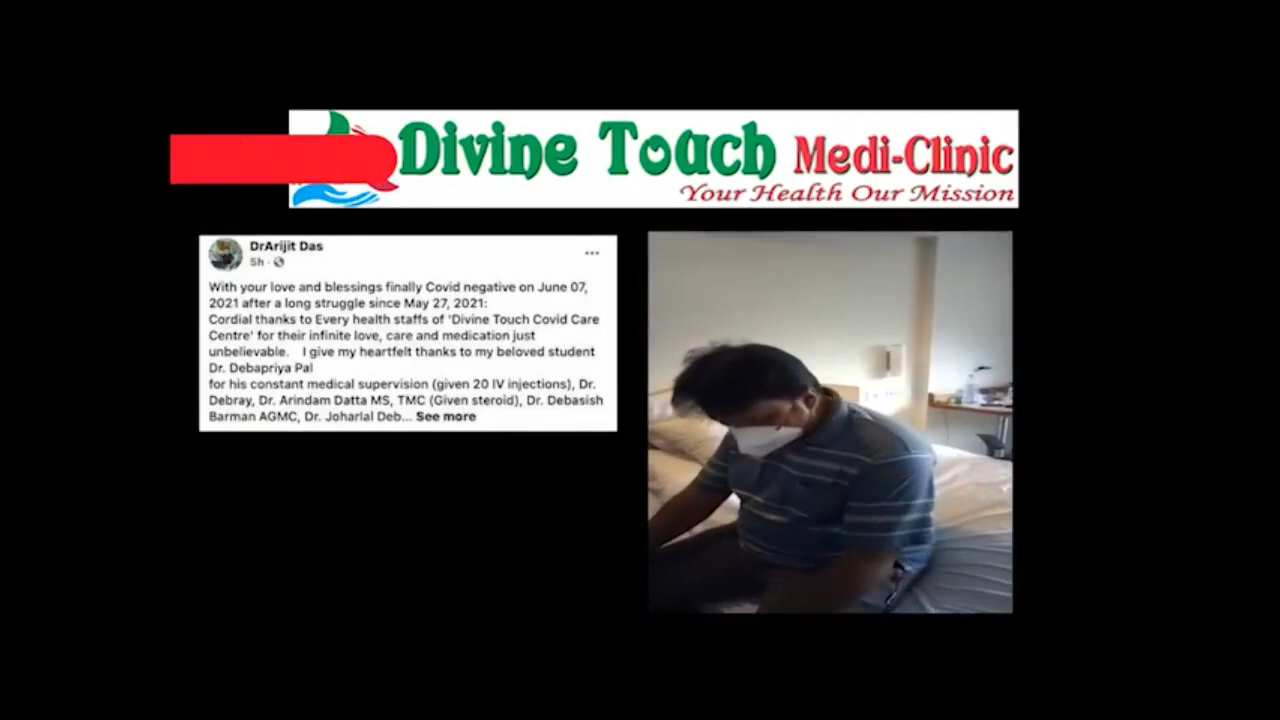 Divine Touch Medi-Clinic
Your Health Our Mission
DrArijit Das
5h
With your love and blessings finally Covid negative on June 07,
2021 after a long struggle since May 27, 2021:
Cordial thanks to Every health staffs of 'Divine Touch Covid Care
Centre' for their infinite love, care and medication just
unbelievable. I give my heartfelt thanks to my beloved student
Dr. Debapriya Pal
for his constant medical supervision (given 20 IV injections), Dr.
Debray, Dr. Arindam Datta MS, TMC (Given steroid), Dr. Debasish
Barman AGMC, Dr. Joharlal Deb... See more